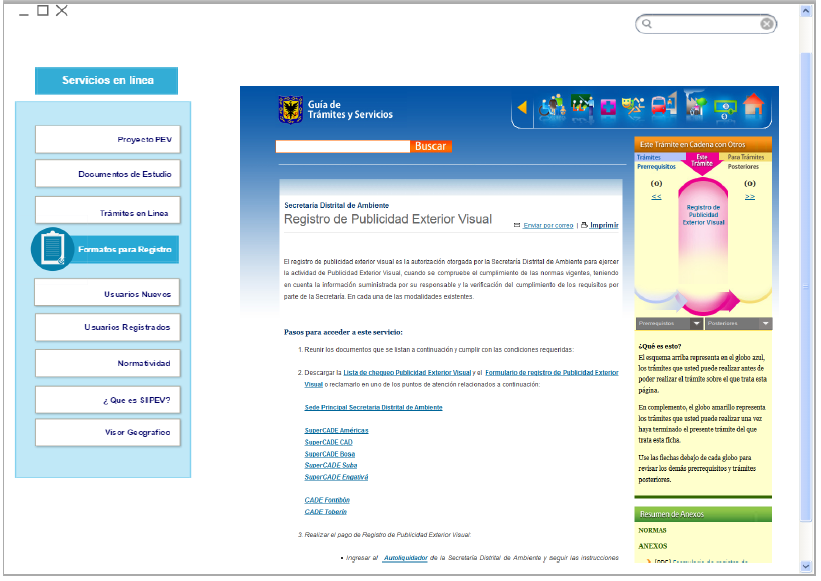 Servicios en línea
Proyecto PEV
Documentos de Estudio
Trámites en Linea
Formatos para Registro
Usuarios Nuevos
Usuarios Registrados
Normatividad
¿ Que es SIPEV?
Visor Geografico
Guía de
Trámites y Servicios
Buscar
Secretaría Distrital de Ambiente
Registro de Publicidad Exterior Visual
Enviar por correo | Imprimir
El registro de publicidad exterior visual es la autorización otorgada por la Secretaría Distrital de Ambiente para ejercer
la actividad de Publicidad Exterior Visual, cuando se compruebe el cumplimiento de las normas vigentes, teniendo
en cuenta la información suministrada por su responsable y la verificación del cumplimiento de los requisitos por
parte de la Secretaría. En cada una de las modalidades existentes.
Pasos para acceder a este servicio:
1. Reunir los documentos que se listan a continuación y cumplir con las condiciones requeridas:
2. Descargar la Lista de chequeo Publicidad Exterior Visual y el Formulario de registro de Publicidad Exterior
Visual o reclamarlo en uno de los puntos de atención relacionados a continuación:
Sede Principal Secretaría Distrital de Ambiente
SuperCADE Américas
SuperCADE CAD
SuperCADE Bosa
SuperCADE Suba
SuperCADE Engativá
CADE Fontibón
CADE Toberín
3. Realizar el pago de Registro de Publicidad Exterior Visual:
• Ingresar al Autoliquidador de la Secretaría Distrital de Ambiente y seguir las instrucciones
Este Trámite en Cadena con Otros
Trámites
Prerrequisitos
Este
Trámite
Para Trámites
Posteriores
(0)
<<
(0)
>>
Registro de
Publicidad
Exterior Visual
Prerrequisitos
Posteriores
¿Qué es esto?
El esquema arriba representa en el globo azul,
los trámites que usted puede realizar antes de
poder realizar el trámite sobre el que trata esta
página.
En complemento, el globo amarillo representa
los trámites que usted puede realizar una vez
haya terminado el presente trámite del que
trata esta ficha.
Use las flechas debajo de cada globo para
revisar los demás prerrequisitos y trámites
posteriores.
Resumen de Anexos
NORMAS
ANEXOS
[PDF] Formulario de registro de